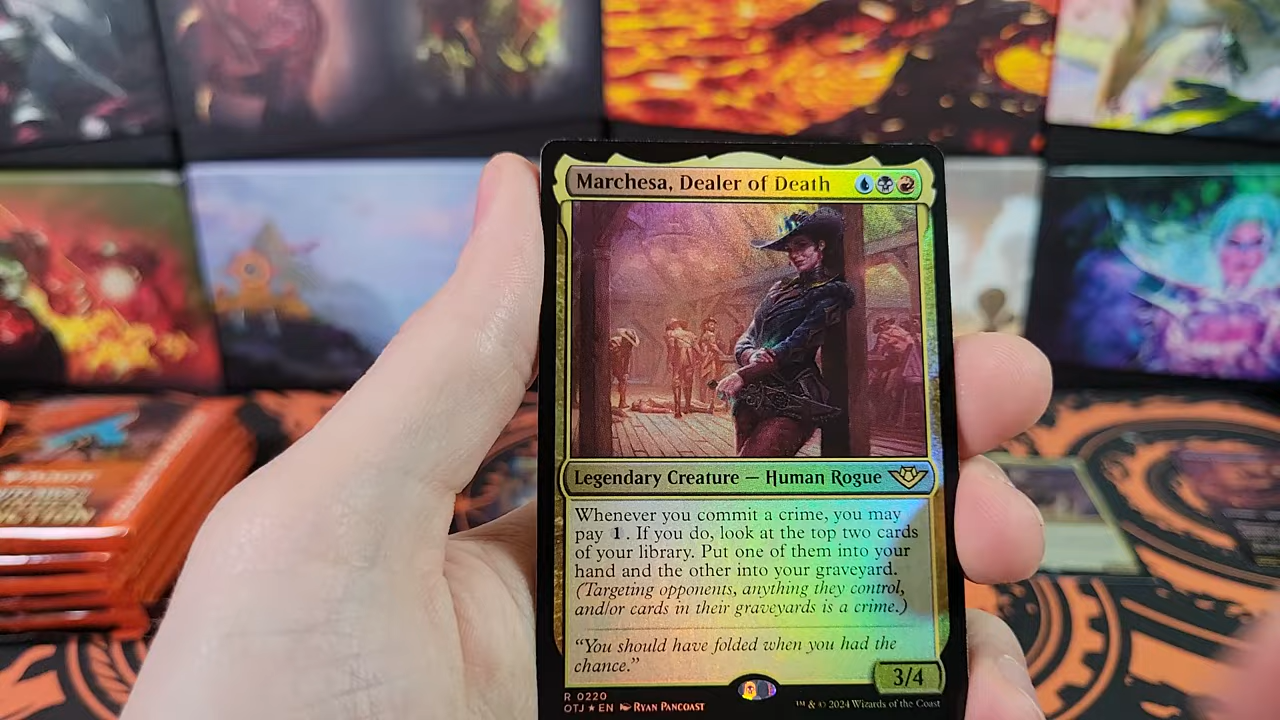 Marchesa, Dealer of Death
Legendary Creature — Human Rogue
Whenever you commit a crime, you may
pay 1. If you do, look at the top two cards
of your library. Put one of them into your
hand and the other into your graveyard.
(Targeting opponents, anything they control,
and/or cards in their graveyards is a crime.)
“You should have folded when you had the
chance.”
3/4
R 0220
OTJ ★ EN RYAN PANCOAST
™ & © 2024 Wizards of the Coast